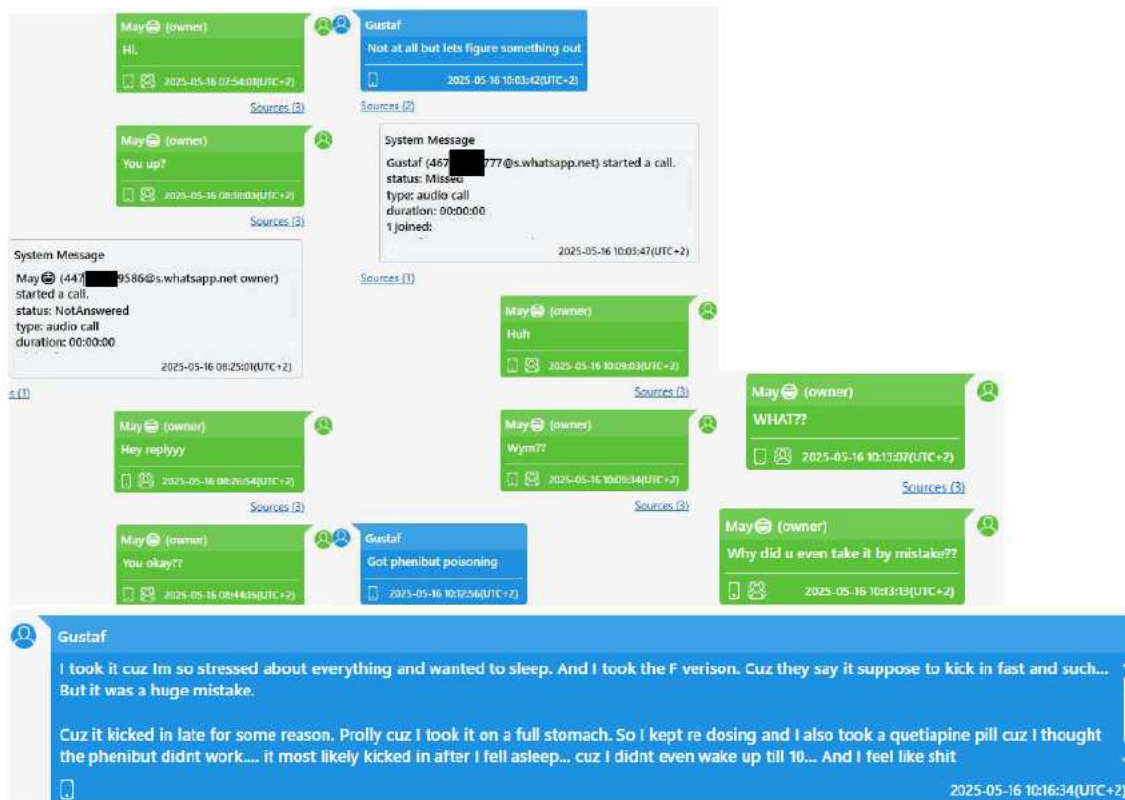 May😁 (owner)
Hi.
2025-05-16 07:54:01(UTC+2)
Sources (3)
May😁 (owner)
You up?
2025-05-16 (UTC+2)
Sources (3)
System Message
May😁 (447 9586@s.whatsapp.net owner)
started a call.
status: NotAnswered
type: audio call
duration: 00:00:00
2025-05-16 08:25:01(UTC+2)
s (1)
May😁 (owner)
Hey replyyy
2025-05-16 08:26:54(UTC+2)
Sources (3)
May😁 (owner)
You okay??
2025-05-16 08:44:15(UTC+2)
Gustaf
Not at all but lets figure something out
2025-05-16 10:03:42(UTC+2)
Sources (2)
System Message
Gustaf (467 777@s.whatsapp.net) started a call.
status: Missed
type: audio call
duration: 00:00:00
1 joined:
2025-05-16 10:03:47(UTC+2)
Sources (1)
May😁 (owner)
Huh
2025-05-16 10:09:03(UTC+2)
Sources (3)
May😁 (owner)
Wym??
2025-05-16 10:09:34(UTC+2)
Sources (3)
Gustaf
Got phenibut poisoning
2025-05-16 10:12:56(UTC+2)
May😁 (owner)
WHAT??
2025-05-16 10:13:07(UTC+2)
Sources (3)
May😁 (owner)
Why did u even take it by mistake??
2025-05-16 10:13:13(UTC+2)
Gustaf
I took it cuz Im so stressed about everything and wanted to sleep. And I took the F verison. Cuz they say it suppose to kick in fast and such...
But it was a huge mistake.
Cuz it kicked in late for some reason. Prolly cuz I took it on a full stomach. So I kept re dosing and I also took a quetiapine pill cuz I thought
the phenibut didnt work.... it most likely kicked in after I fell asleep... cuz I didnt even wake up till 10... And I feel like shit
2025-05-16 10:16:34(UTC+2)